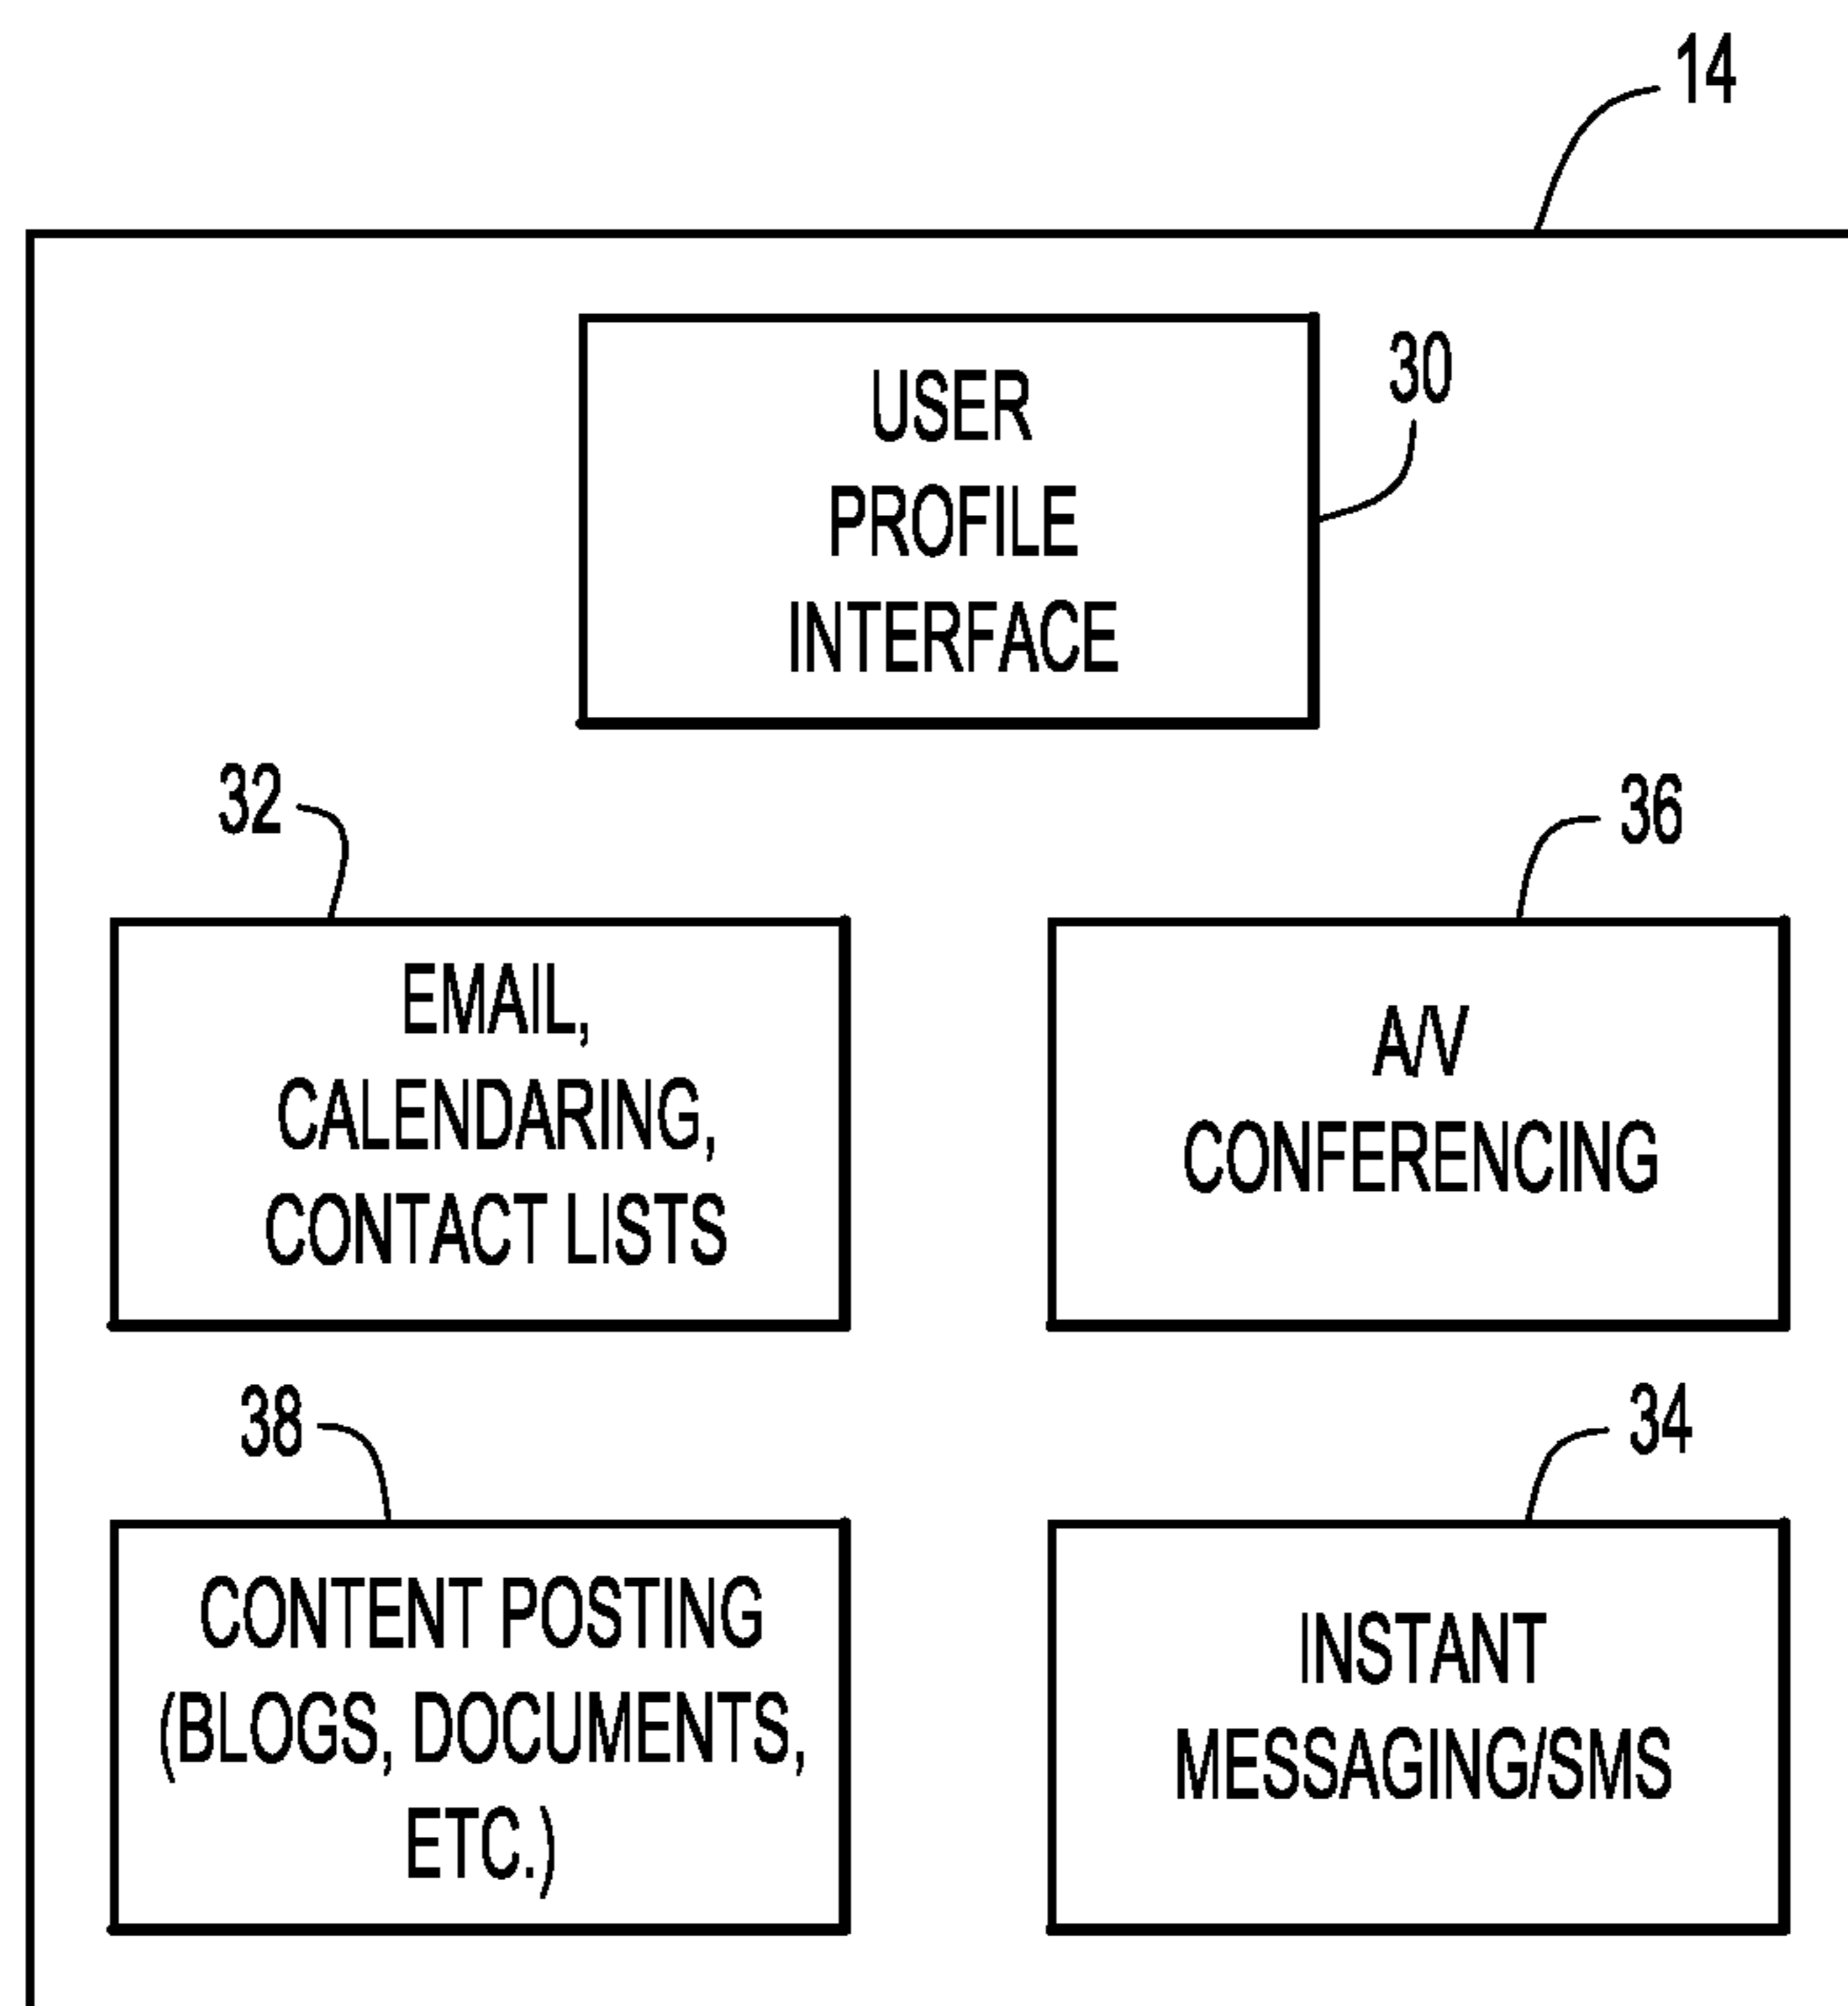 14
USER
PROFILE
INTERFACE
30
32
36
EMAIL,
CALENDARING,
CONTACT LISTS
A/V
CONFERENCING
38
34
CONTENT POSTING
(BLOGS, DOCUMENTS,
ETC.)
INSTANT
MESSAGING/SMS